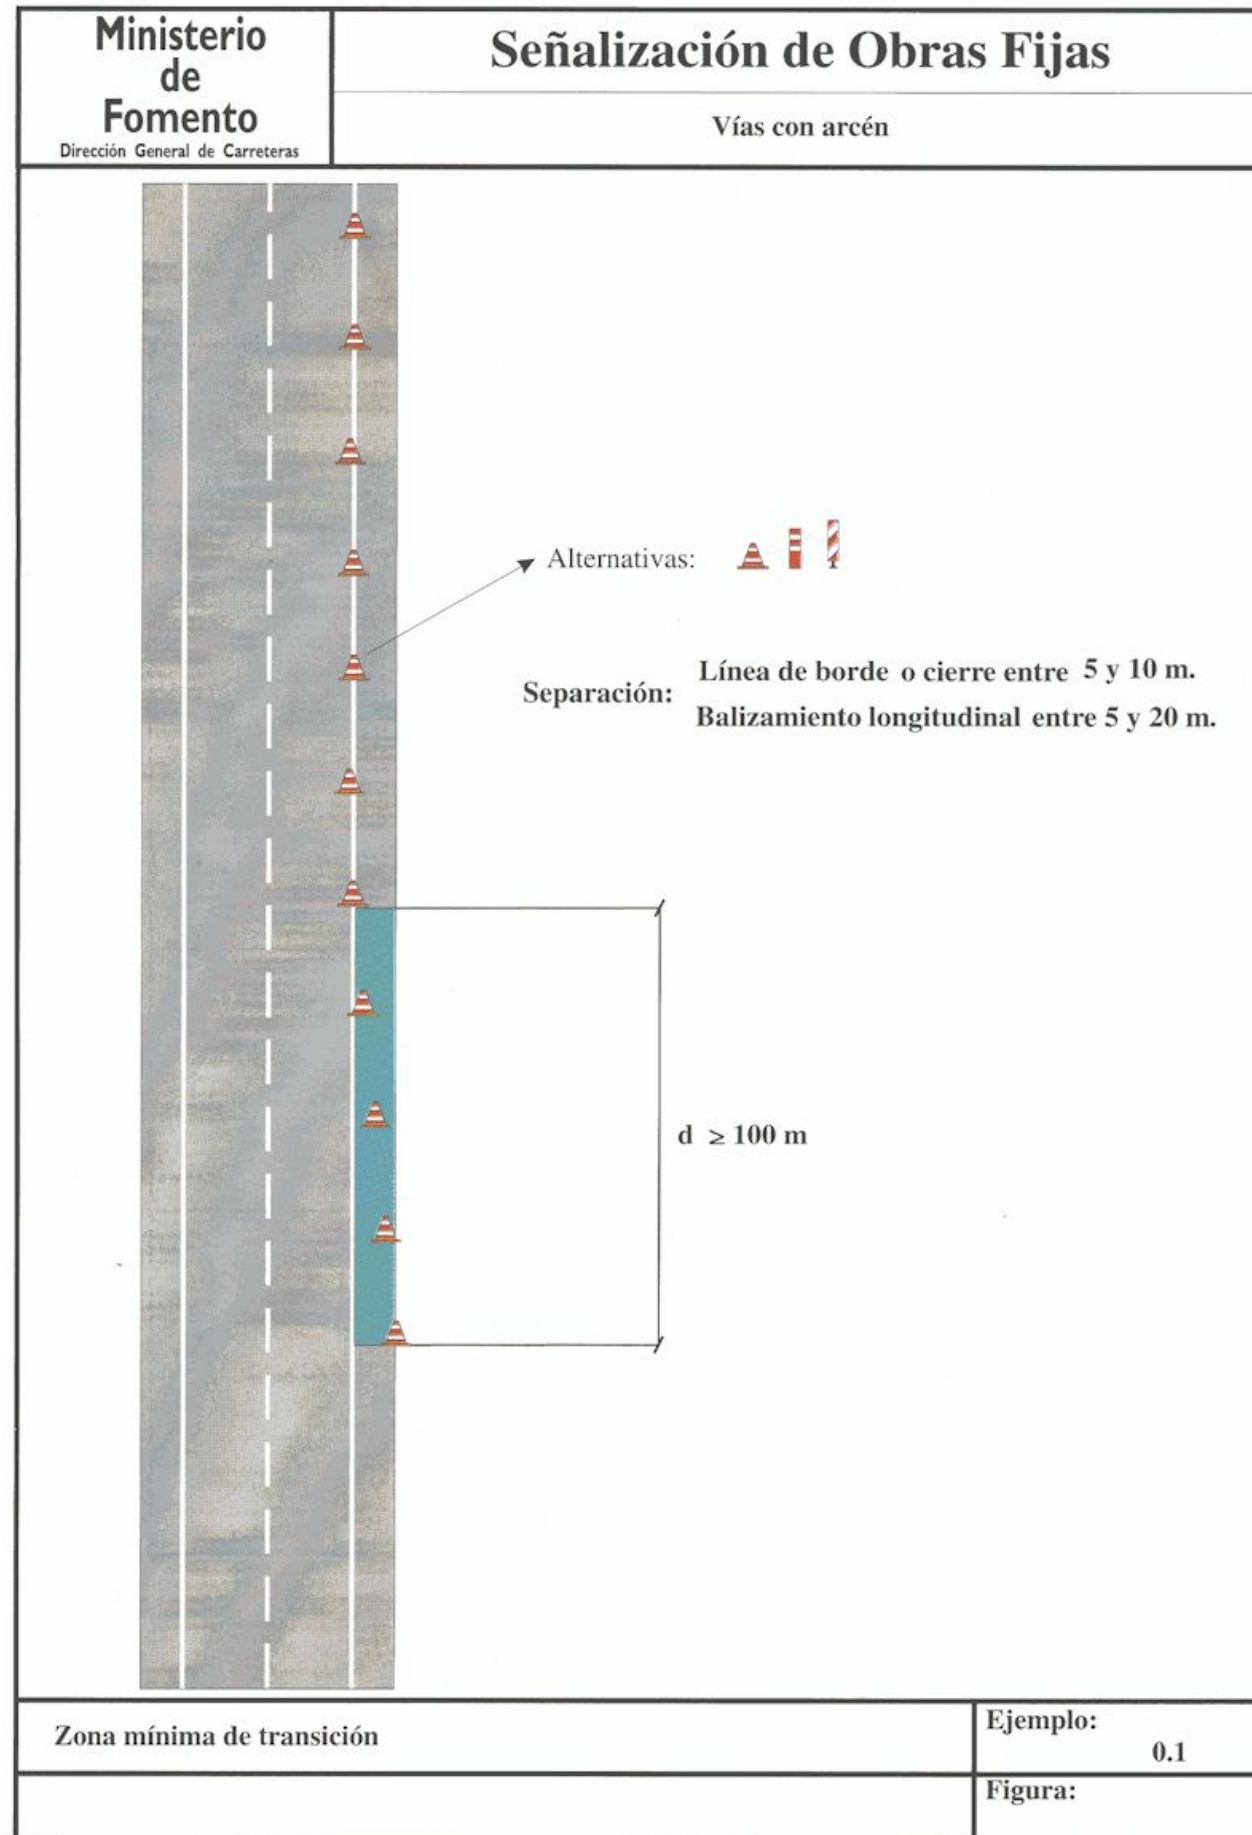 Ministerio
de
Fomento
Dirección General de Carreteras
Señalización de Obras Fijas
Vías con arcén
Alternativas:
Separación:
Línea de borde o cierre entre 5 y 10 m.
Balizamiento longitudinal entre 5 y 20 m.
d ≥ 100 m
Zona mínima de transición
Ejemplo:
0.1
Figura: